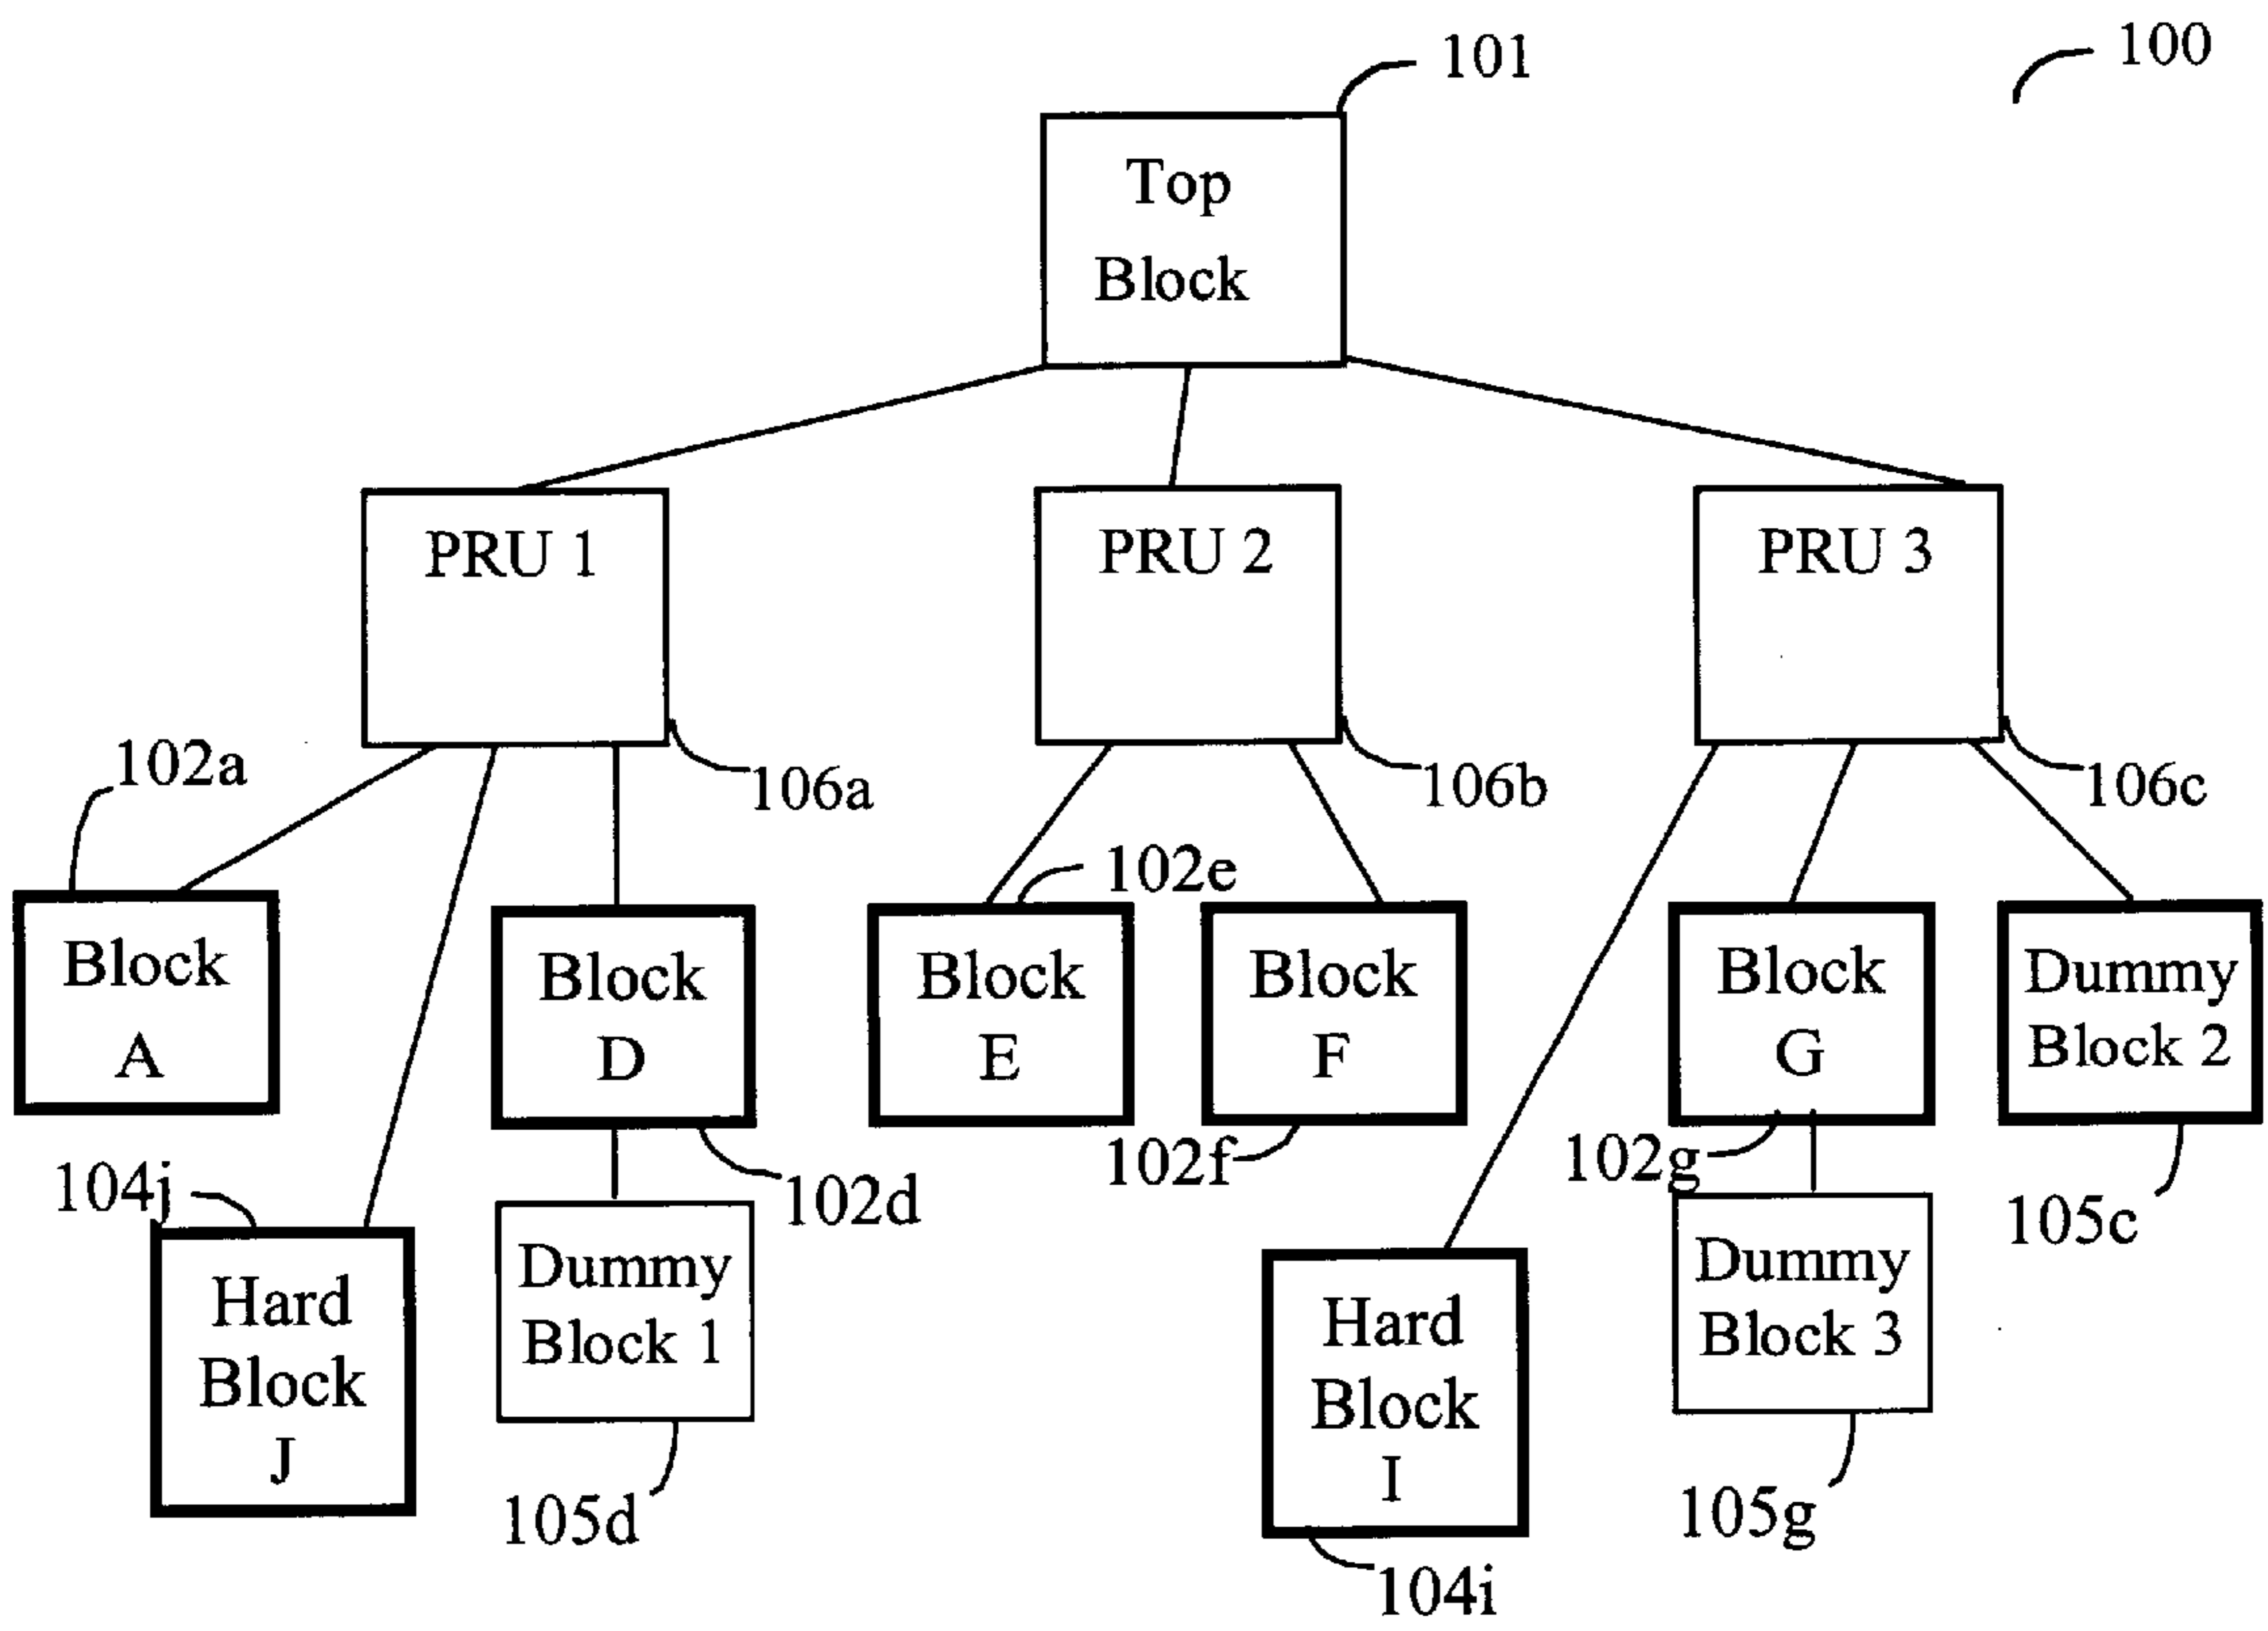 100
101
Top
Block
PRU 1
PRU 2
PRU 3
102a
106a
106b
106c
102e
Block
A
Block
D
Block
E
Block
F
Block
G
Dummy
Block 2
104j
102d
102f
102g
105c
Hard
Block
J
Dummy
Block 1
Hard
Block
I
Dummy
Block 3
105d
105g
104i